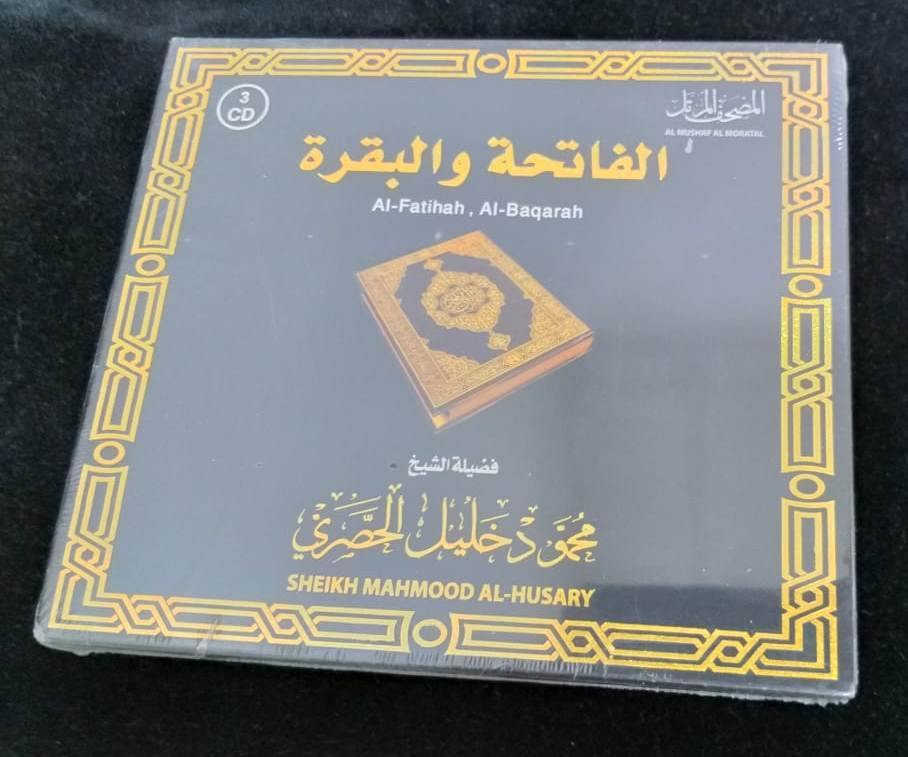 3
CD
المصحف المرتل
AL MUSHAF AL MORATAL
الفاتحة والبقرة
Al-Fatihah , Al-Baqarah
فضيلة الشيخ
محمود خليل الحصري
SHEIKH MAHMOOD AL-HUSARY